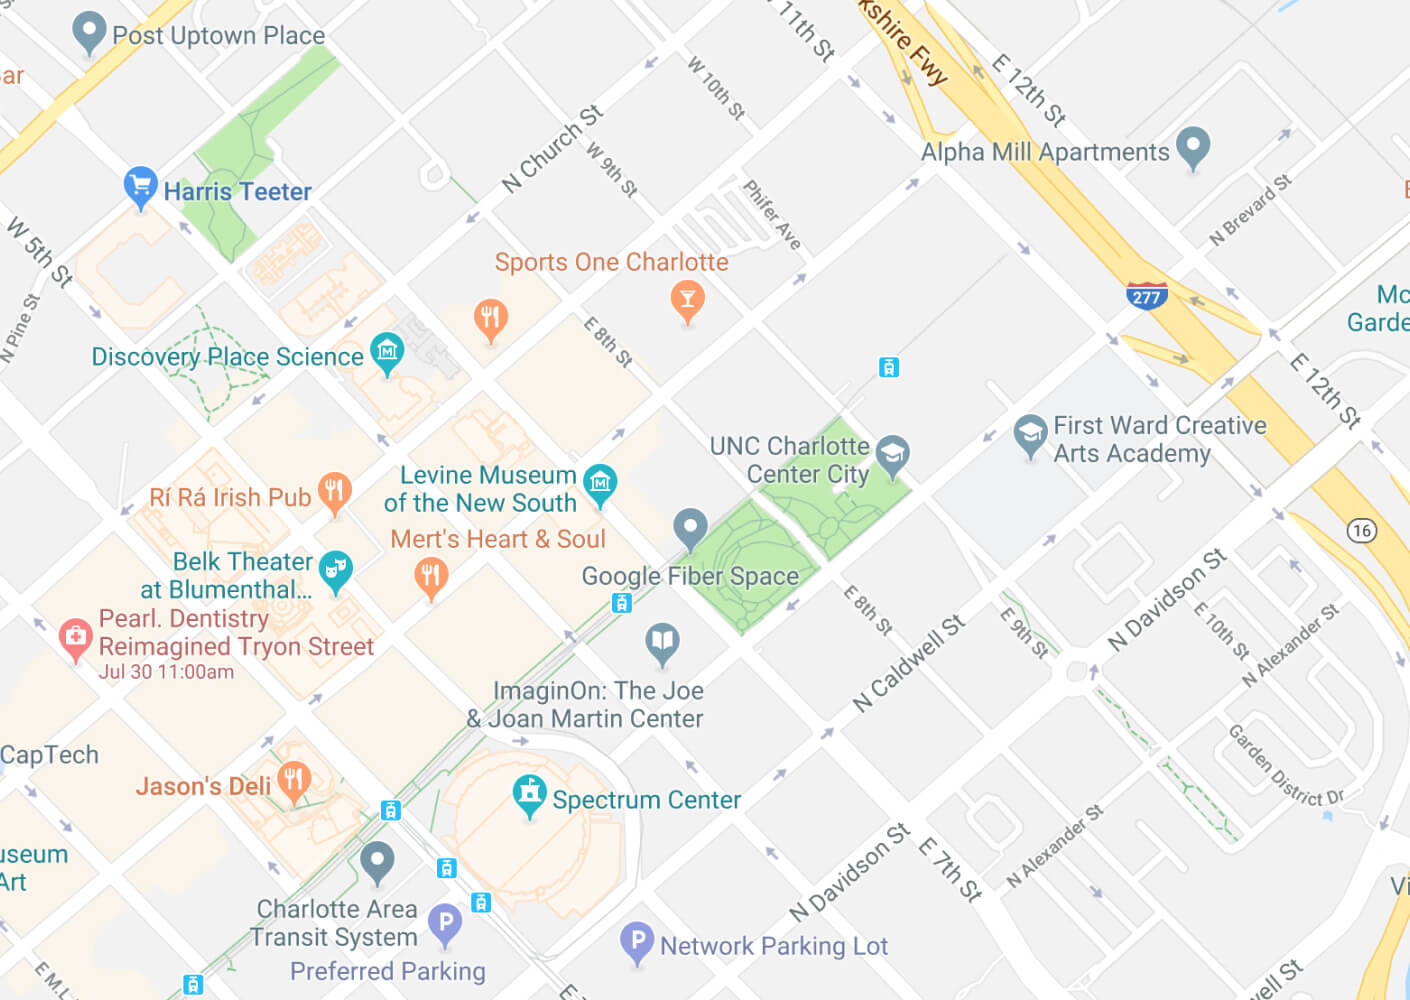 Post Uptown Place
W 11th St
kshire Fwy
E 12th St
W 10th St
ar
N Church St
W 9th St
Alpha Mill Apartments
Harris Teeter
Phifer Ave
N Brevard St
W 5th St
Sports One Charlotte
277
Mc
Garde
N Pine St
E 8th St
Discovery Place Science
E 12th St
UNC Charlotte
Center City
First Ward Creative
Arts Academy
Levine Museum
of the New South
Rí Rá Irish Pub
Mert's Heart & Soul
16
Belk Theater
at Blumenthal...
Google Fiber Space
N Davidson St
Pearl. Dentistry
Reimagined Tryon Street
Jul 30 11:00am
E 8th St
E 9th St
E 10th St
N Alexander St
N Caldwell St
ImaginOn: The Joe
& Joan Martin Center
CapTech
Garden District Dr
Jason's Deli
Spectrum Center
useum
Art
N Davidson St
E 7th St
N Alexander St
Vi
Charlotte Area
Transit System
P
Preferred Parking
P
Network Parking Lot
E M.L.
well St